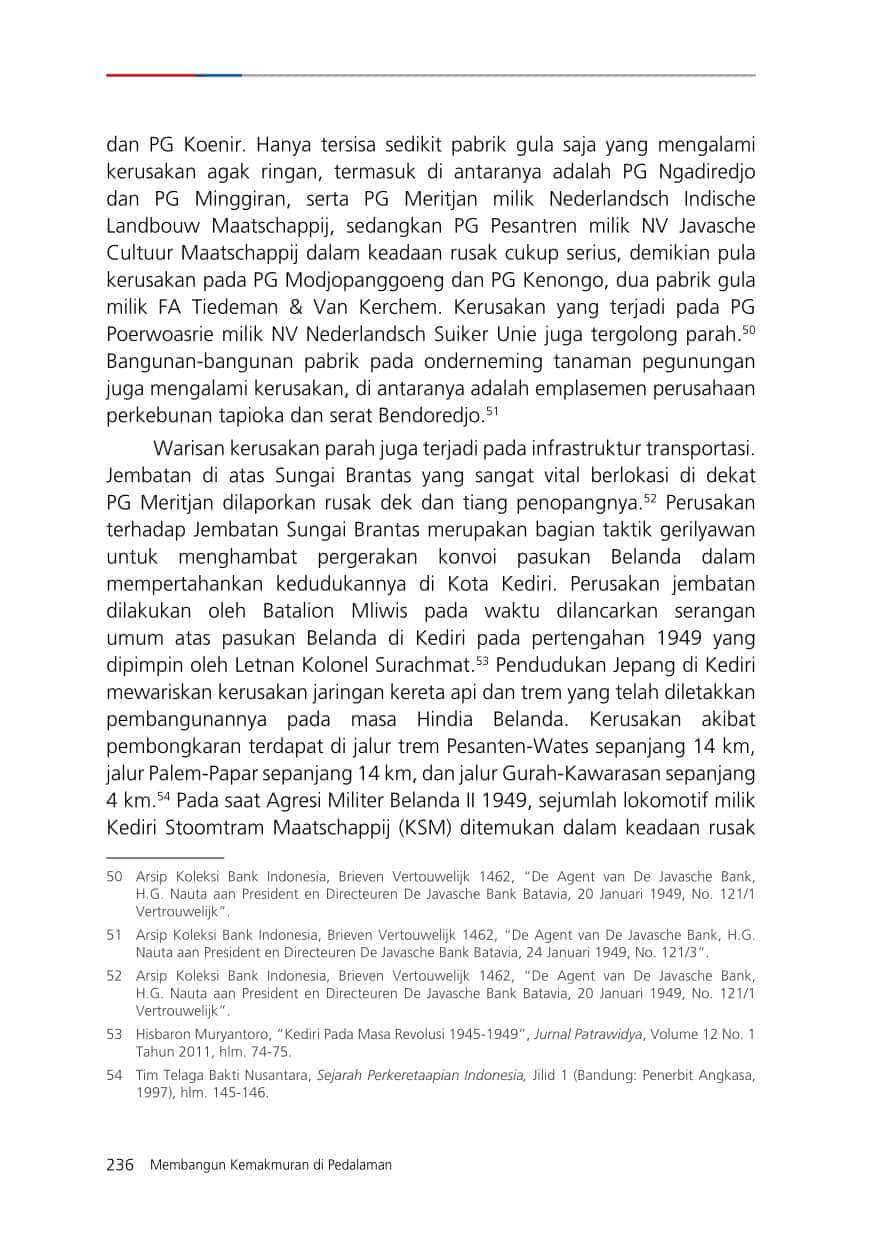 dan PG Koenir. Hanya tersisa sedikit pabrik gula saja yang mengalami
kerusakan agak ringan, termasuk di antaranya adalah PG Ngadiredjo
dan PG Minggiran, serta PG Meritjan milik Nederlandsch Indische
Landbouw Maatschappij, sedangkan PG Pesantren milik NV Javasche
Cultuur Maatschappij dalam keadaan rusak cukup serius, demikian pula
kerusakan pada PG Modjopanggoeng dan PG Kenongo, dua pabrik gula
milik FA Tiedeman & Van Kerchem. Kerusakan yang terjadi pada PG
Poerwoasrie milik NV Nederlandsch Suiker Unie juga tergolong parah.50
Bangunan-bangunan pabrik pada onderneming tanaman pegunungan
juga mengalami kerusakan, di antaranya adalah emplasemen perusahaan
perkebunan tapioka dan serat Bendoredjo.51
Warisan kerusakan parah juga terjadi pada infrastruktur transportasi.
Jembatan di atas Sungai Brantas yang sangat vital berlokasi di dekat
PG Meritjan dilaporkan rusak dek dan tiang penopangnya.52 Perusakan
terhadap Jembatan Sungai Brantas merupakan bagian taktik gerilyawan
untuk menghambat pergerakan konvoi pasukan Belanda dalam
mempertahankan kedudukannya di Kota Kediri. Perusakan jembatan
dilakukan oleh Batalion Mliwis pada waktu dilancarkan serangan
umum atas pasukan Belanda di Kediri pada pertengahan 1949 yang
dipimpin oleh Letnan Kolonel Surachmat.53 Pendudukan Jepang di Kediri
mewariskan kerusakan jaringan kereta api dan trem yang telah diletakkan
pembangunannya pada masa Hindia Belanda. Kerusakan akibat
pembongkaran terdapat di jalur trem Pesanten-Wates sepanjang 14 km,
jalur Palem-Papar sepanjang 14 km, dan jalur Gurah-Kawarasan sepanjang
4 km.54 Pada saat Agresi Militer Belanda II 1949, sejumlah lokomotif milik
Kediri Stoomtram Maatschappij (KSM) ditemukan dalam keadaan rusak
50 Arsip Koleksi Bank Indonesia, Brieven Vertouwelijk 1462, “De Agent van De Javasche Bank,
H.G. Nauta aan President en Directeuren De Javasche Bank Batavia, 20 Januari 1949, No. 121/1
Vertrouwelijk”.
51 Arsip Koleksi Bank Indonesia, Brieven Vertouwelijk 1462, “De Agent van De Javasche Bank, H.G.
Nauta aan President en Directeuren De Javasche Bank Batavia, 24 Januari 1949, No. 121/3”.
52 Arsip Koleksi Bank Indonesia, Brieven Vertouwelijk 1462, “De Agent van De Javasche Bank,
H.G. Nauta aan President en Directeuren De Javasche Bank Batavia, 20 Januari 1949, No. 121/1
Vertrouwelijk”.
53 Hisbaron Muryantoro, “Kediri Pada Masa Revolusi 1945-1949”, Jurnal Patrawidya, Volume 12 No. 1
Tahun 2011, hlm. 74-75.
54 Tim Telaga Bakti Nusantara, Sejarah Perkeretaapian Indonesia, Jilid 1 (Bandung: Penerbit Angkasa,
1997), hlm. 145-146.
236 Membangun Kemakmuran di Pedalaman